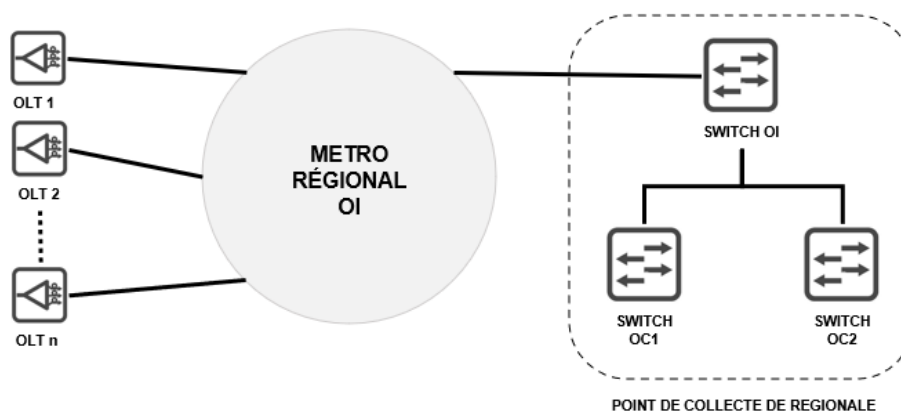 OLT 1
OLT 2
OLT n
METRO
RÉGIONAL
OI
SWITCH OI
SWITCH
OC1
SWITCH
OC2
POINT DE COLLECTE DE REGIONALE